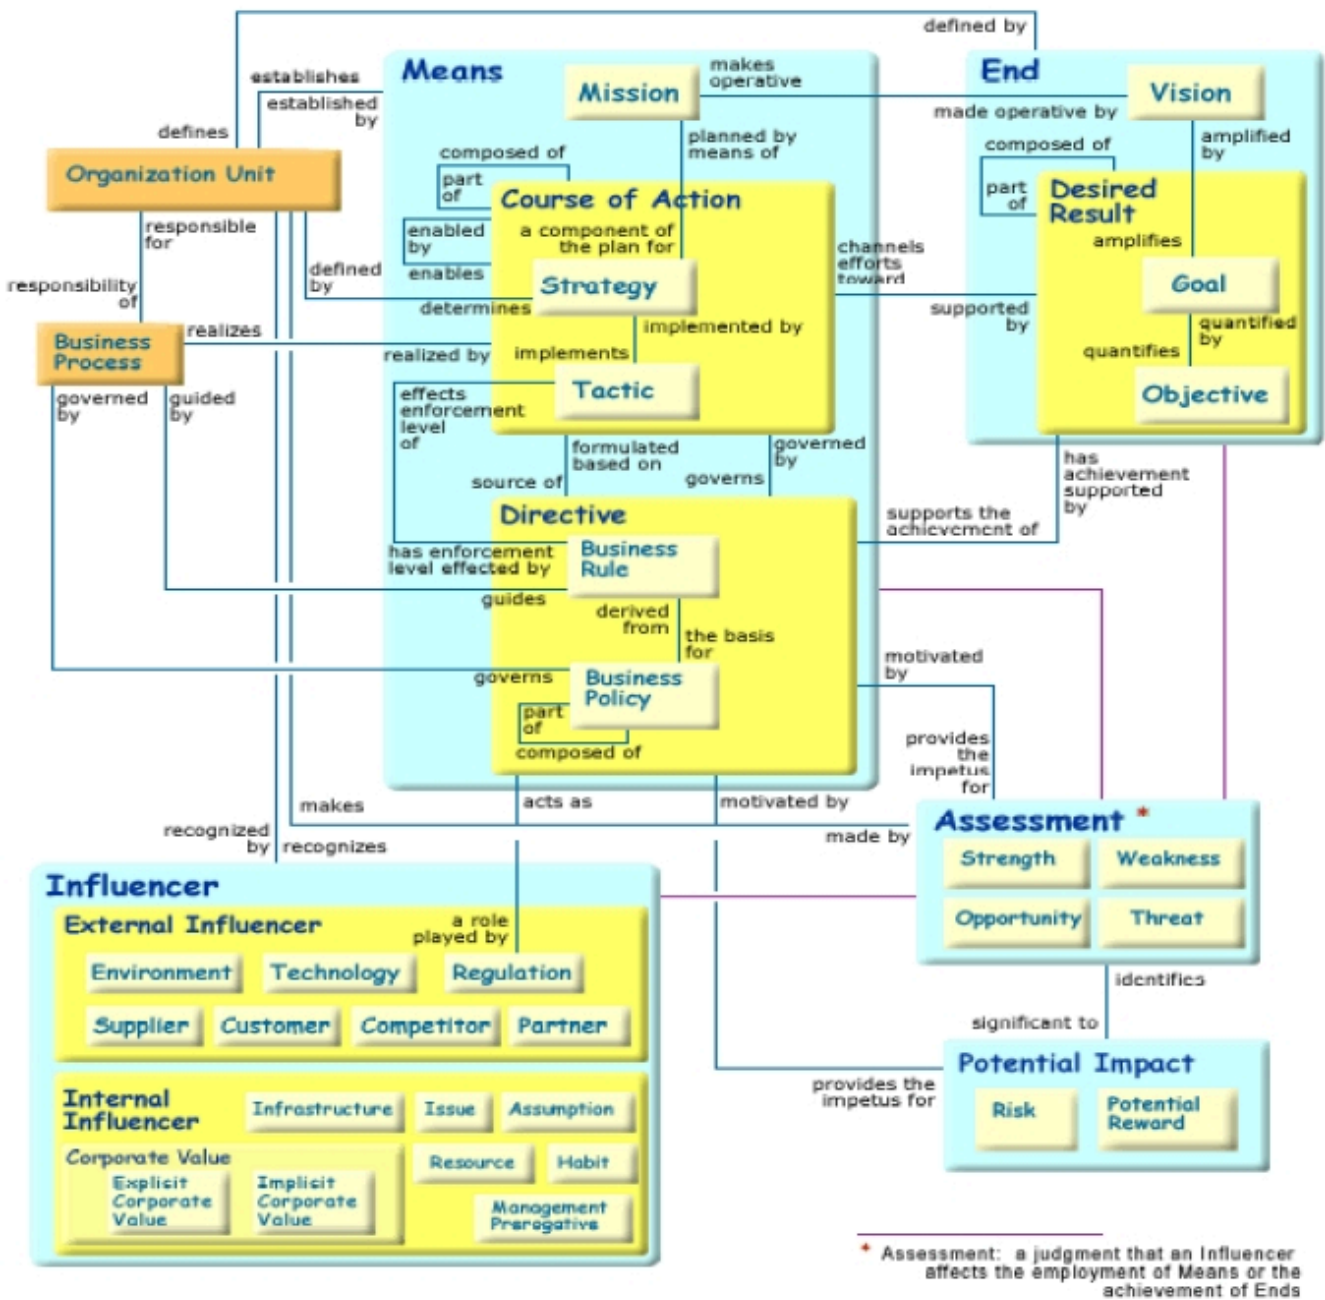 defined by
establishes
established
by
defines
Means
Mission
makes
operative
End
Vision
made operative by
Organization Unit
planned by
means of
amplified
by
composed of
part
of
composed of
part
of
Course of Action
Desired
Result
responsible
for
enabled
by
enables
a component of
the plan for
channels
efforts
toward
amplifies
defined
by
determines
Strategy
Goal
responsibility
of
supported
by
Business
Process
realizes
realized by
implemented by
implements
quantified
by
quantifies
Tactic
Objective
governed
by
guided
by
effects
enforcement
level
of
formulated
based on
source of
governed
by
governs
has
achievement
supported
by
Directive
supports the
achievement of
Business
Rule
has enforcement
level effected by
guides
derived
from
the basis
for
motivated
by
governs
Business
Policy
part
of
composed of
provides
the
impetus
for
makes
acts as
motivated by
made by
recognized
by
recognizes
Assessment *
Strength
Weakness
Opportunity
Threat
Influencer
External Influencer
a role
played by
Environment
Technology
Regulation
Supplier
Customer
Competitor
Partner
identifies
significant to
Potential Impact
provides the
impetus for
Risk
Potential
Reward
Internal
Influencer
Infrastructure
Issue
Assumption
Corporate Value
Resource
Habit
Explicit
Corporate
Value
Implicit
Corporate
Value
Management
Prerogative
* Assessment: a judgment that an Influencer
affects the employment of Means or the
achievement of Ends